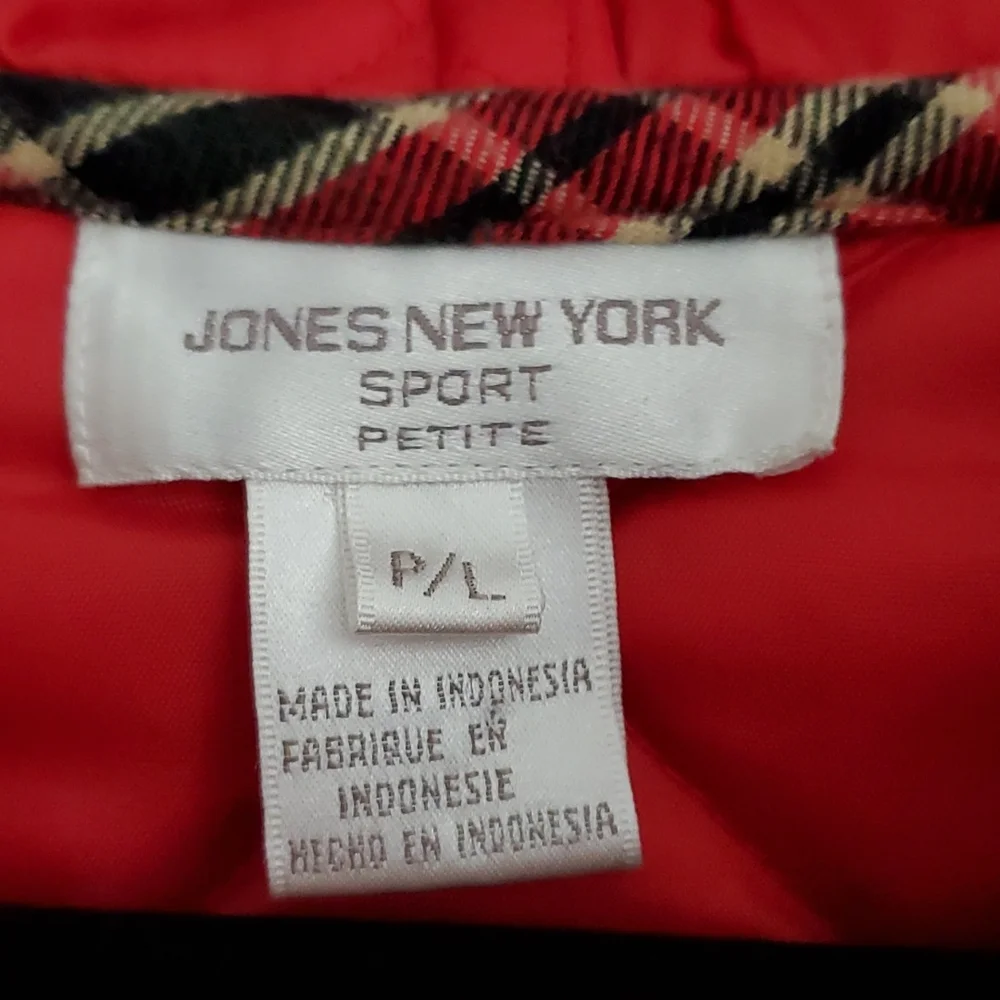 JONES NEW YORK
SPORT
PETITE
P/L
MADE IN INDONESIA
FABRIQUE EN
INDONESIE
HECHO EN INDONESIA